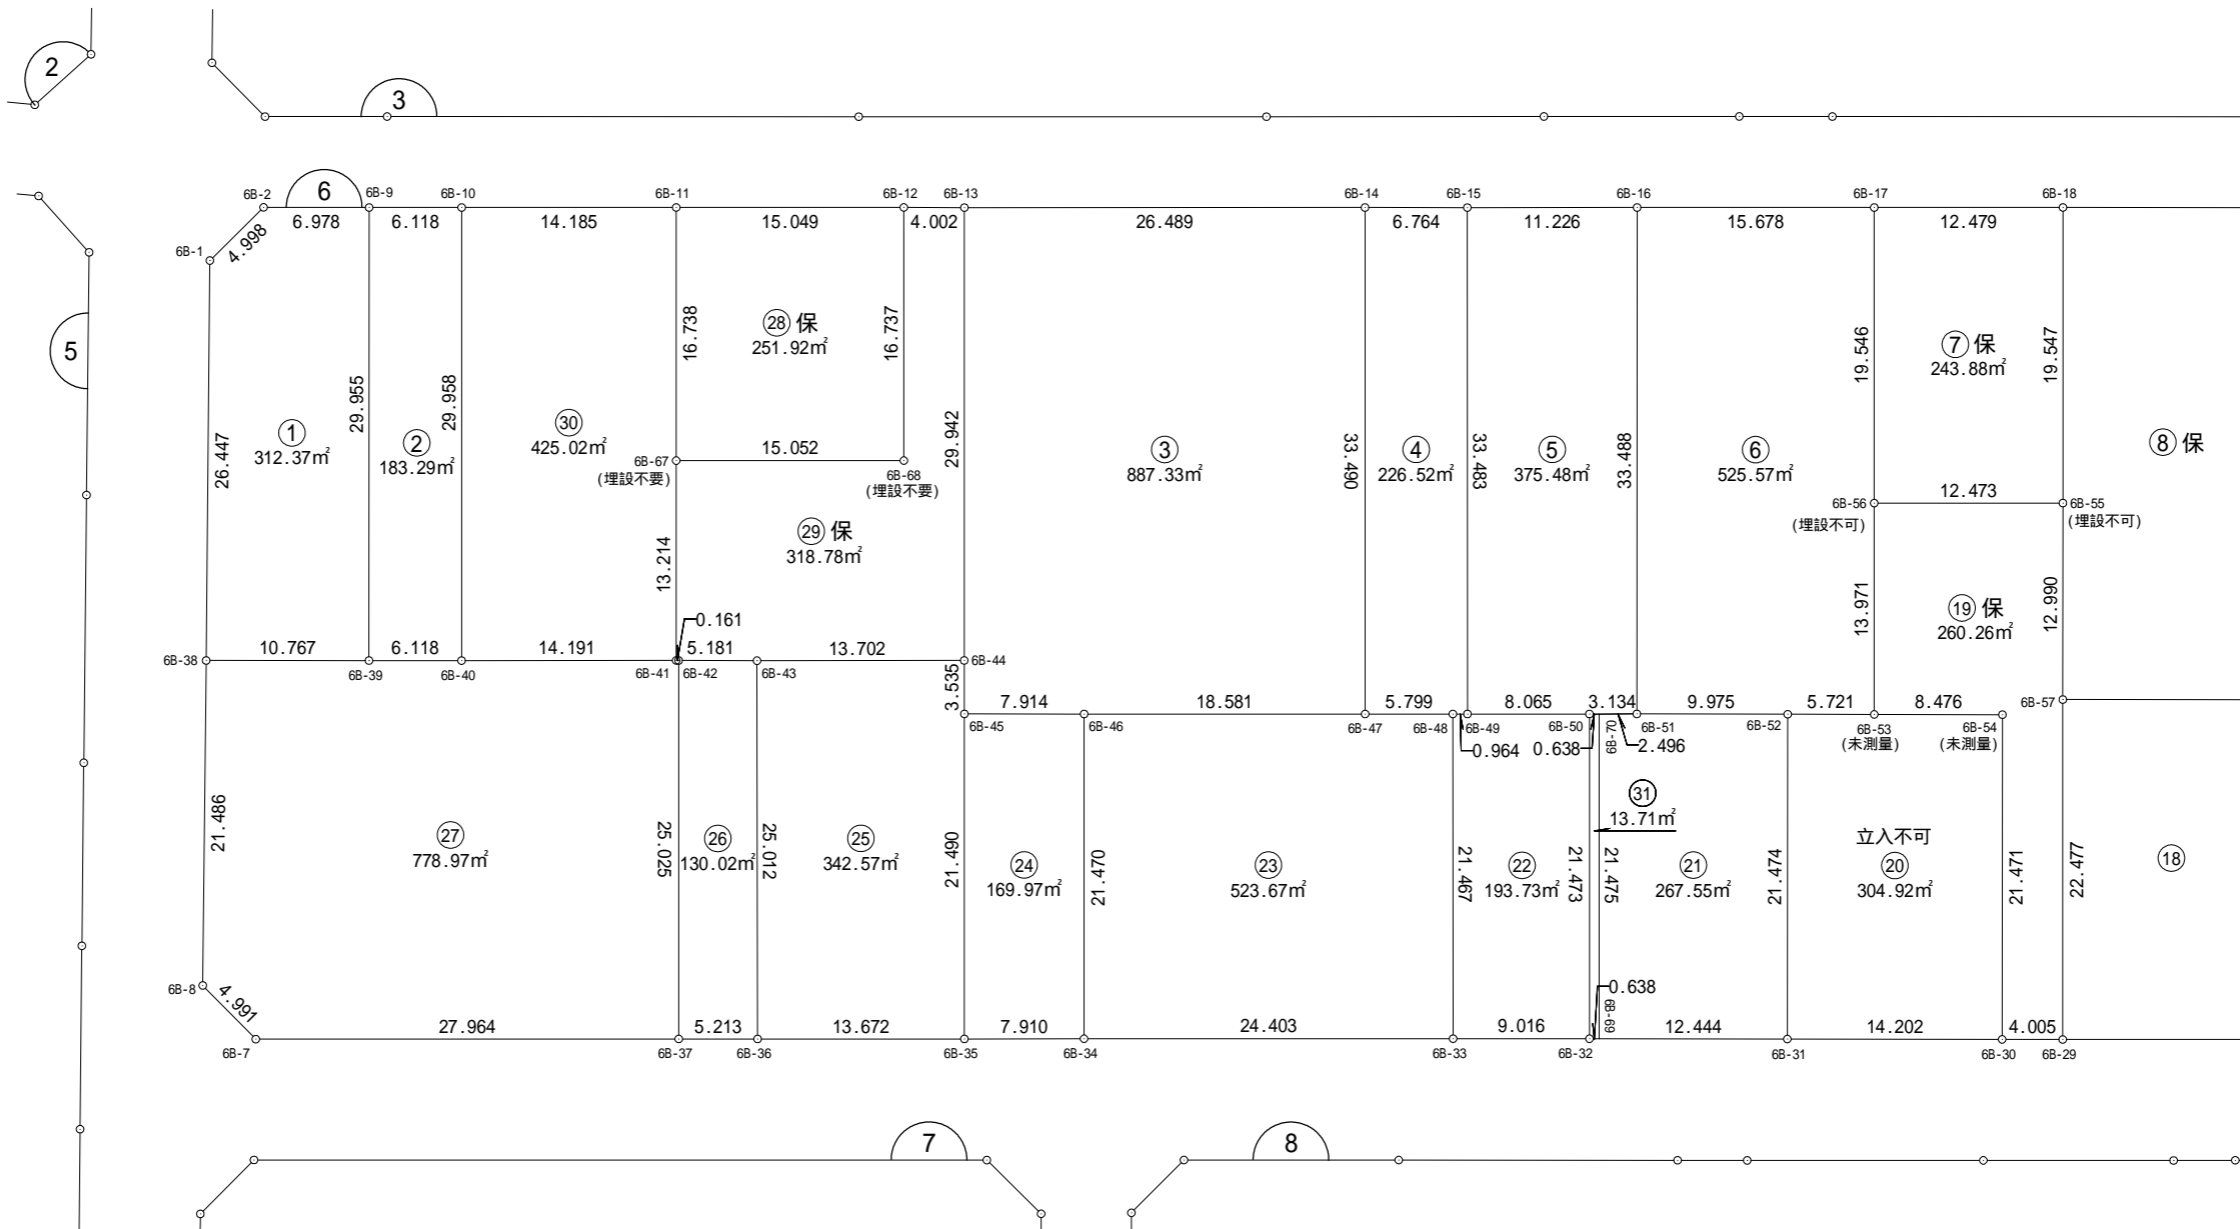 2
3
6B-2
6
6B-9
6B-10
6B-11
6B-12
6B-13
6B-14
6B-15
6B-16
6B-17
6B-18
6.978
6.118
14.185
15.049
4.002
26.489
6.764
11.226
15.678
12.479
6B-1
4.998
5
26.447
29.955
29.958
16.738
16.737
29.942
33.490
33.483
33.488
19.546
19.547
㉘ 保
251.92㎡
⑦ 保
243.88㎡
①
312.37㎡
②
183.29㎡
㉚
425.02㎡
③
887.33㎡
④
226.52㎡
⑤
375.48㎡
⑥
525.57㎡
⑧ 保
15.052
6B-67
(埋設不要)
6B-68
(埋設不要)
12.473
6B-56
(埋設不可)
6B-55
(埋設不可)
㉙ 保
318.78㎡
13.214
13.971
12.990
⑲ 保
260.26㎡
0.161
10.767
6.118
14.191
5.181
13.702
6B-38
6B-39
6B-40
6B-41
6B-42
6B-43
6B-44
3.535
7.914
18.581
5.799
8.065
3.134
9.975
5.721
8.476
6B-57
6B-45
6B-46
6B-47
6B-48
6B-49
6B-50
6B-70
6B-51
6B-52
6B-53
(未測量)
6B-54
(未測量)
0.964
0.638
2.496
㉛
13.71㎡
21.486
25.025
25.012
21.490
21.470
21.467
21.473
21.475
21.474
21.471
22.477
㉗
778.97㎡
㉖
130.02㎡
㉕
342.57㎡
㉔
169.97㎡
㉓
523.67㎡
㉒
193.73㎡
㉑
267.55㎡
立入不可
⑳
304.92㎡
⑱
6B-8
4.991
0.638
6B-69
27.964
5.213
13.672
7.910
24.403
9.016
12.444
14.202
4.005
6B-7
6B-37
6B-36
6B-35
6B-34
6B-33
6B-32
6B-31
6B-30
6B-29
7
8